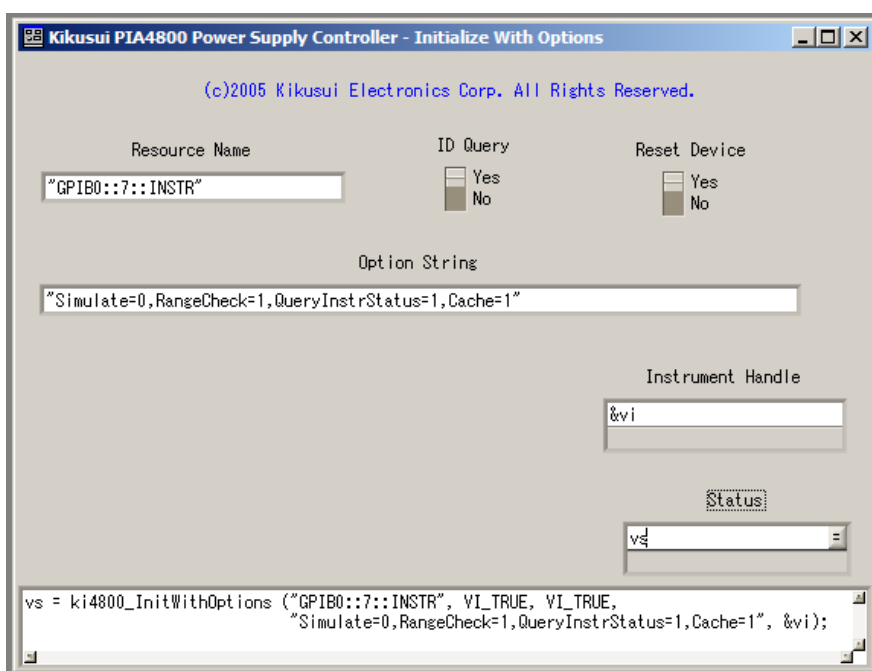 Kikusui PIA4800 Power Supply Controller - Initialize With Options
(c)2005 Kikusui Electronics Corp. All Rights Reserved.
Resource Name
"GPIB0::7::INSTR"
ID Query
Yes
No
Reset Device
Yes
No
Option String
"Simulate=0,RangeCheck=1,QueryInstrStatus=1,Cache=1"
Instrument Handle
&vi
Status
vs
vs = ki4800_InitWithOptions ("GPIB0::7::INSTR", VI_TRUE, VI_TRUE,
"Simulate=0,RangeCheck=1,QueryInstrStatus=1,Cache=1", &vi);